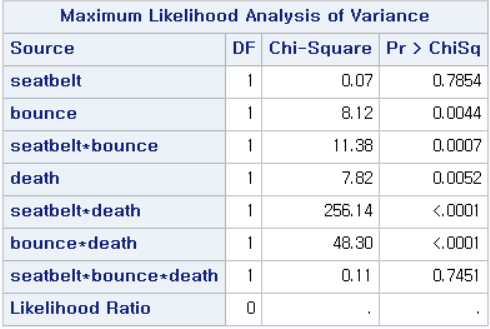 Maximum Likelihood Analysis of Variance
Source DF Chi-Square Pr > ChiSq
seatbelt 1 0.07 0.7854
bounce 1 8.12 0.0044
seatbelt*bounce 1 11.38 0.0007
death 1 7.82 0.0052
seatbelt*death 1 256.14 <.0001
bounce*death 1 48.30 <.0001
seatbelt*bounce*death 1 0.11 0.7451
Likelihood Ratio 0 . .